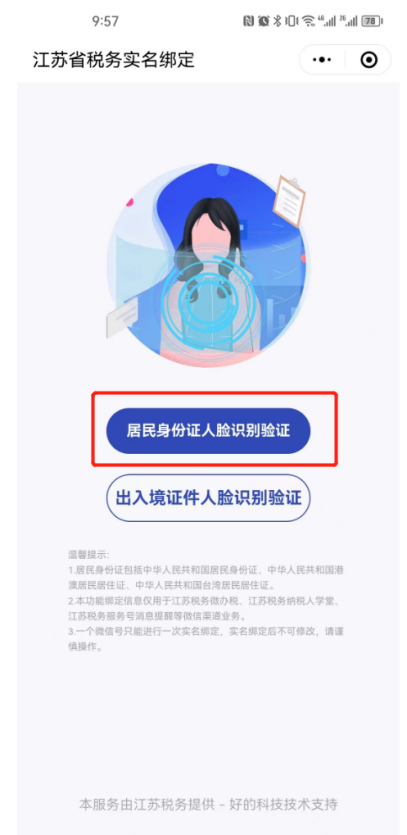 9:57
78
江苏省税务实名绑定
居民身份证人脸识别验证
出入境证件人脸识别验证
温馨提示:
1.居民身份证包括中华人民共和国居民身份证、中华人民共和国港
澳居民居住证、中华人民共和国台湾居民居住证。
2.本功能绑定信息仅用于江苏税务微办税、江苏税务纳税人学堂、
江苏税务服务号消息提醒等微信渠道业务。
3.一个微信号只能进行一次实名绑定，实名绑定后不可修改，请谨
慎操作。
本服务由江苏税务提供 - 好的科技技术支持